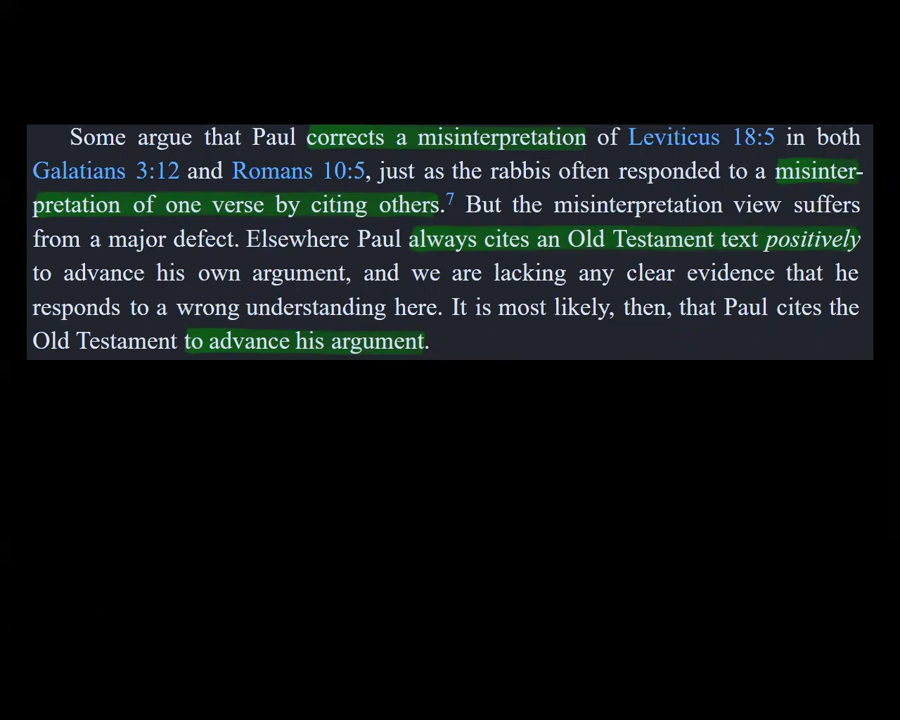 Some argue that Paul corrects a misinterpretation of Leviticus 18:5 in both
Galatians 3:12 and Romans 10:5, just as the rabbis often responded to a misinter-
pretation of one verse by citing others.7 But the misinterpretation view suffers
from a major defect. Elsewhere Paul always cites an Old Testament text positively
to advance his own argument, and we are lacking any clear evidence that he
responds to a wrong understanding here. It is most likely, then, that Paul cites the
Old Testament to advance his argument.